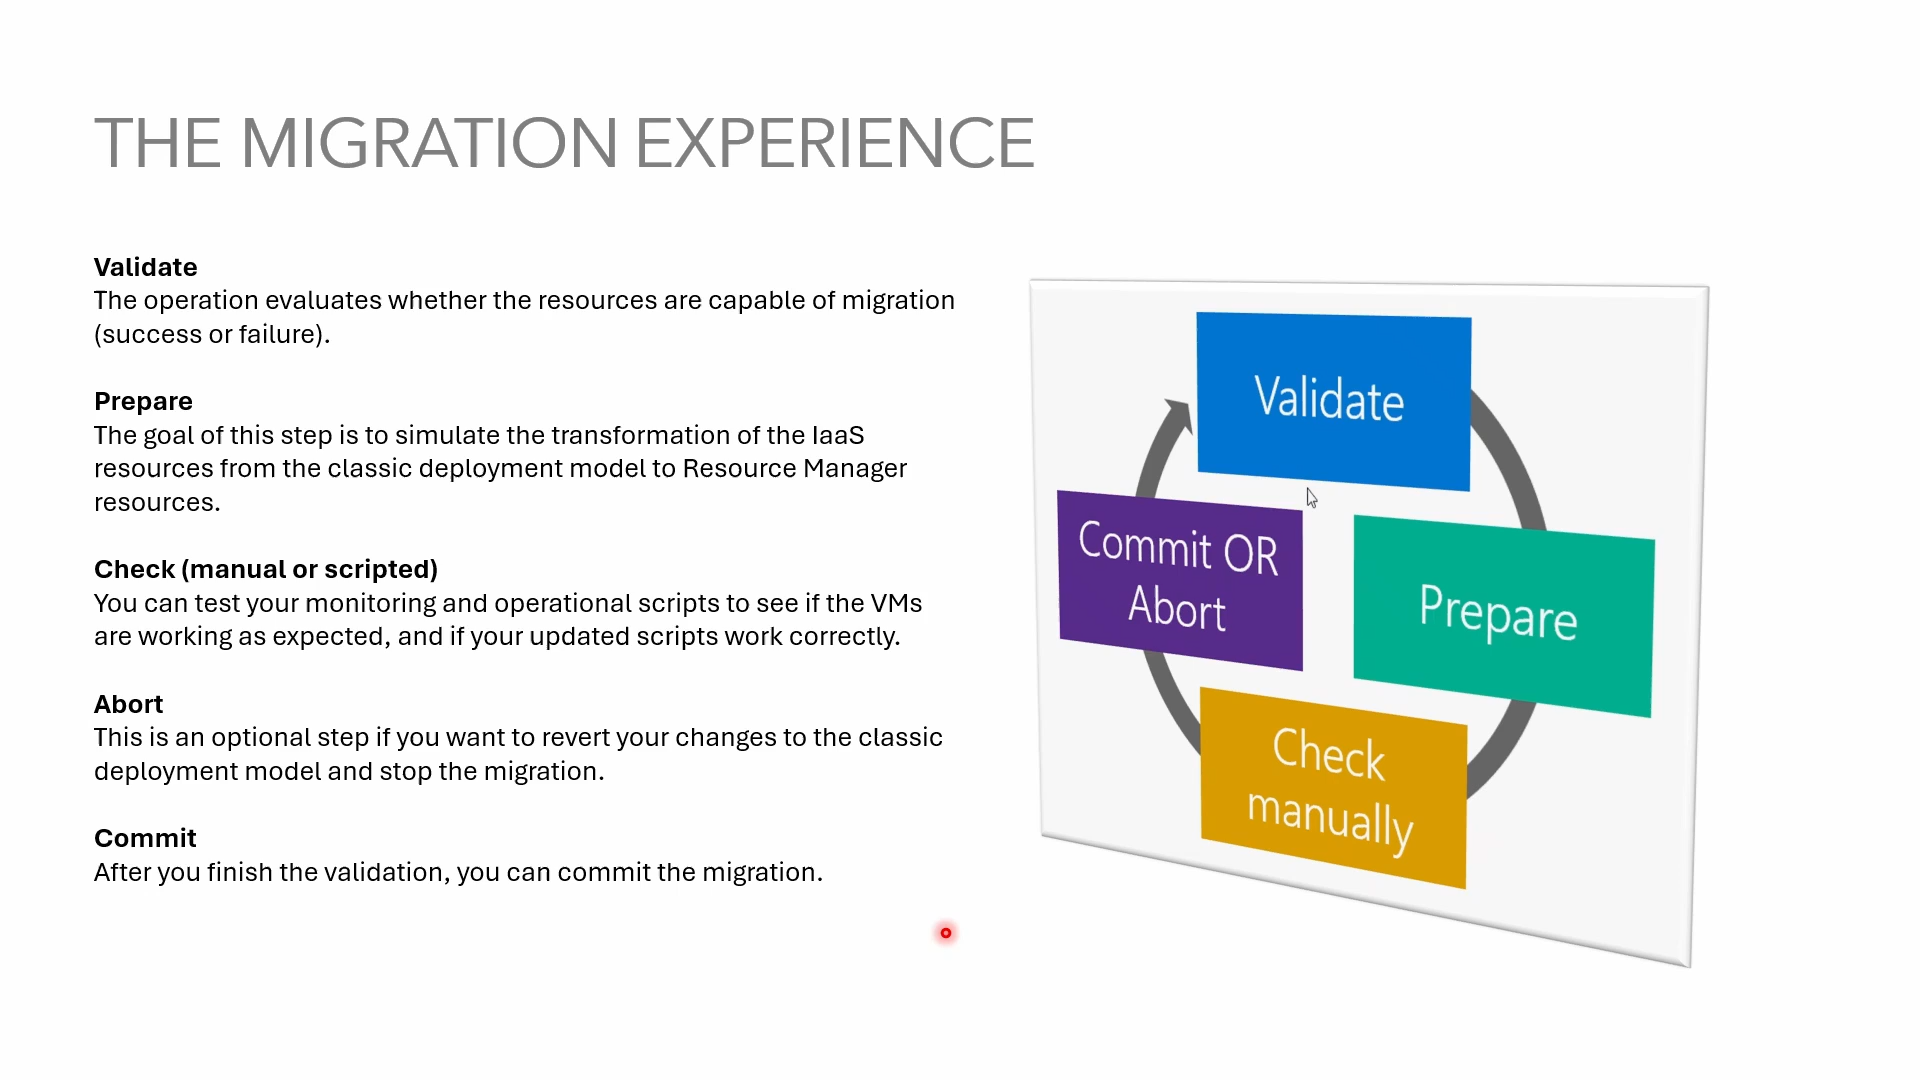 THE MIGRATION EXPERIENCE
Validate
The operation evaluates whether the resources are capable of migration
(success or failure).
Prepare
The goal of this step is to simulate the transformation of the IaaS
resources from the classic deployment model to Resource Manager
resources.
Check (manual or scripted)
You can test your monitoring and operational scripts to see if the VMs
are working as expected, and if your updated scripts work correctly.
Abort
This is an optional step if you want to revert your changes to the classic
deployment model and stop the migration.
Commit
After you finish the validation, you can commit the migration.
Validate
Prepare
Check
manually
Commit OR
Abort